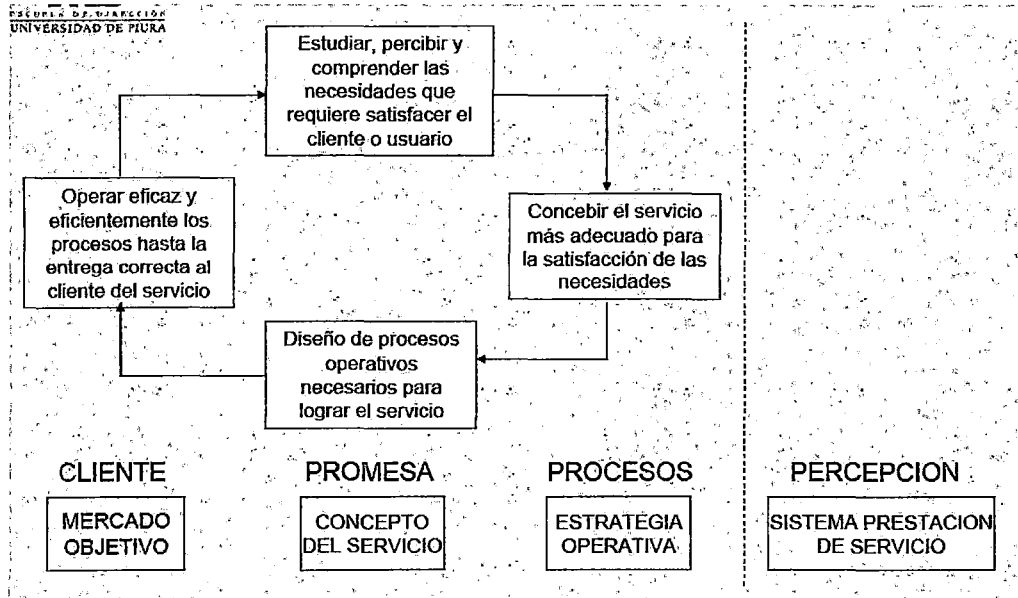 ESCUELA DE DIRECCIÓN
UNIVERSIDAD DE PIURA
Estudiar, percibir y
comprender las
necesidades que
requiere satisfacer el
cliente o usuario
Operar eficaz y
eficientemente los
procesos hasta la
entrega correcta al
cliente del servicio
Concebir el servicio
más adecuado para
la satisfacción de las
necesidades
Diseño de procesos
operativos
necesarios para
lograr el servicio
CLIENTE
PROMESA
PROCESOS
PERCEPCION
MERCADO
OBJETIVO
CONCEPTO
DEL SERVICIO
ESTRATEGIA
OPERATIVA
SISTEMA PRESTACION
DE SERVICIO